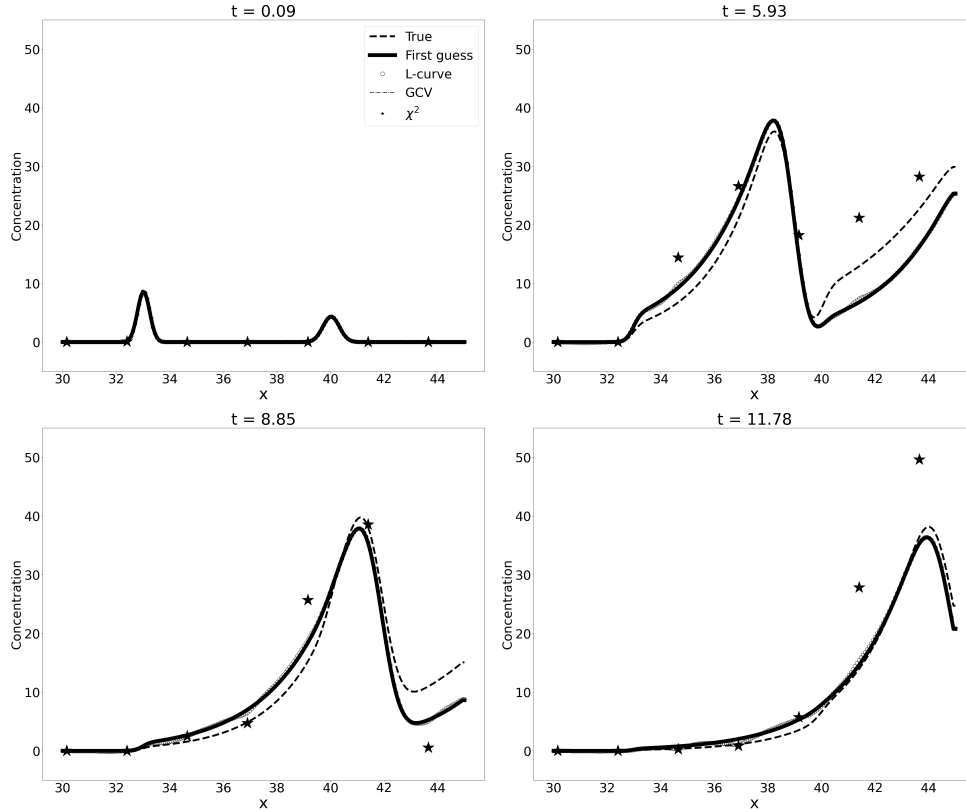 t = 0.09
True
First guess
L-curve
GCV
χ²
50
40
30
20
10
0
Concentration
30 32 34 36 38 40 42 44
x
t = 5.93
50
40
30
20
10
0
Concentration
30 32 34 36 38 40 42 44
x
t = 8.85
50
40
30
20
10
0
Concentration
30 32 34 36 38 40 42 44
x
t = 11.78
50
40
30
20
10
0
Concentration
30 32 34 36 38 40 42 44
x